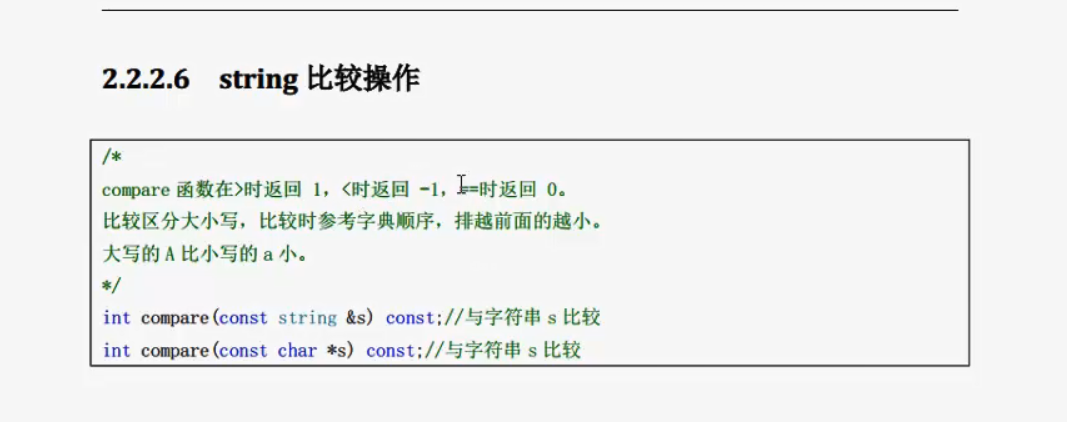 2.2.2.6 string 比较操作
/*
compare 函数在>时返回 1，<时返回 -1，==时返回 0。
比较区分大小写，比较时参考字典顺序，排越前面的越小。
大写的 A 比小写的 a 小。
*/
int compare(const string &s) const;//与字符串 s 比较
int compare(const char *s) const;//与字符串 s 比较